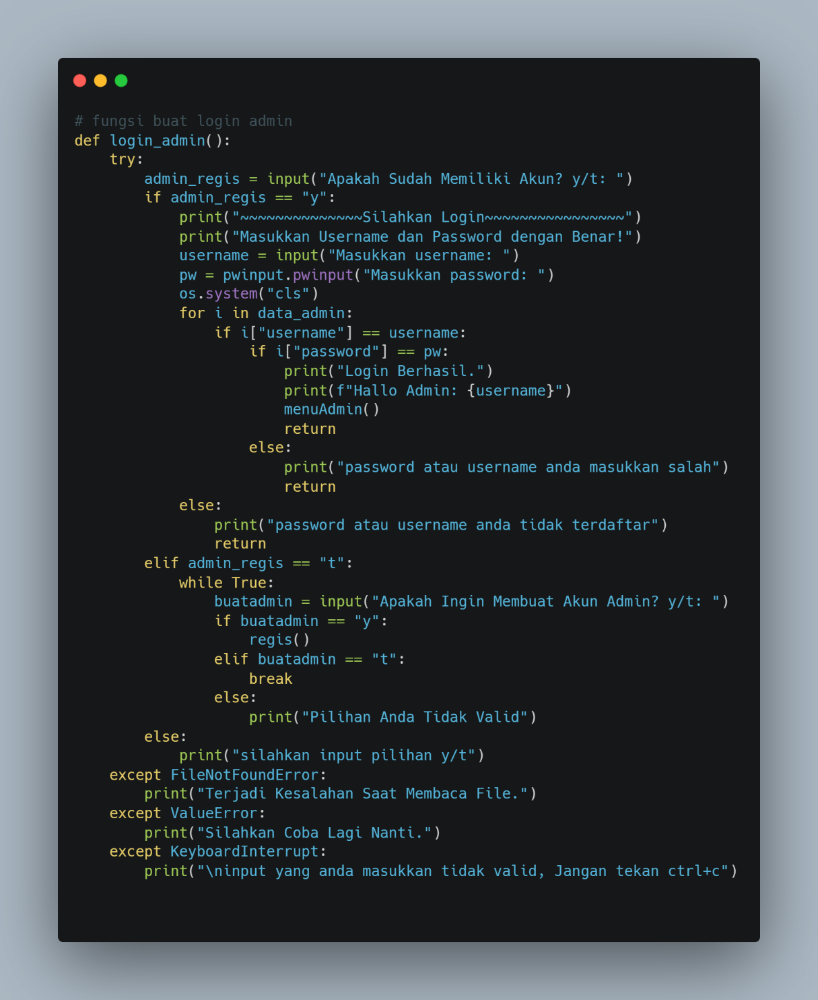 # fungsi buat login admin
def login_admin():
    try:
        admin_regis = input("Apakah Sudah Memiliki Akun? y/t: ")
        if admin_regis == "y":
            print("~~~~~~~~~~~~~~Silahkan Login~~~~~~~~~~~~~~~~")
            print("Masukkan Username dan Password dengan Benar!")
            username = input("Masukkan username: ")
            pw = pwinput.pwinput("Masukkan password: ")
            os.system("cls")
            for i in data_admin:
                if i["username"] == username:
                    if i["password"] == pw:
                        print("Login Berhasil.")
                        print(f"Hallo Admin: {username}")
                        menuAdmin()
                        return
                    else:
                        print("password atau username anda masukkan salah")
                        return
            else:
                print("password atau username anda tidak terdaftar")
                return
        elif admin_regis == "t":
            while True:
                buatadmin = input("Apakah Ingin Membuat Akun Admin? y/t: ")
                if buatadmin == "y":
                    regis()
                elif buatadmin == "t":
                    break
                else:
                    print("Pilihan Anda Tidak Valid")
        else:
            print("silahkan input pilihan y/t")
    except FileNotFoundError:
        print("Terjadi Kesalahan Saat Membaca File.")
    except ValueError:
        print("Silahkan Coba Lagi Nanti.")
    except KeyboardInterrupt:
        print("\ninput yang anda masukkan tidak valid, Jangan tekan ctrl+c")